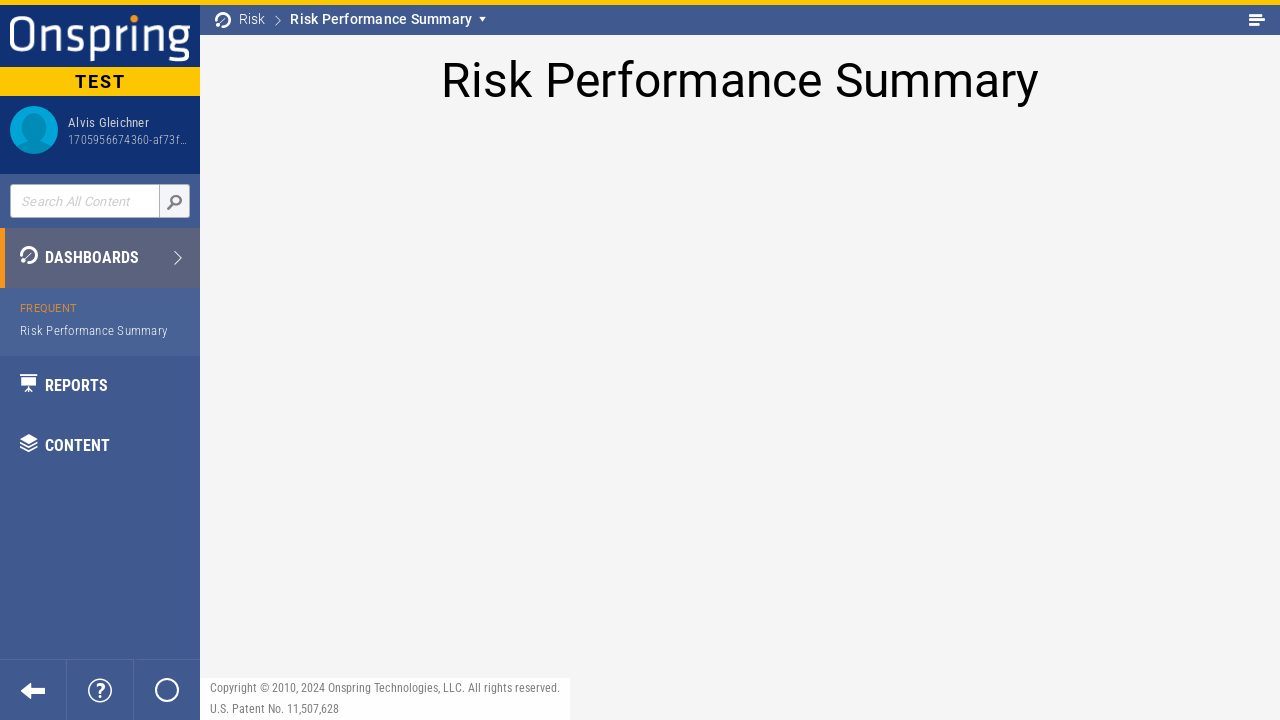 Onspring
TEST
Alvis Gleichner
1705956674360-af73f...
Search All Content
DASHBOARDS
FREQUENT
Risk Performance Summary
REPORTS
CONTENT
Risk
Risk Performance Summary
Risk Performance Summary
Copyright © 2010, 2024 Onspring Technologies, LLC. All rights reserved.
U.S. Patent No. 11,507,628